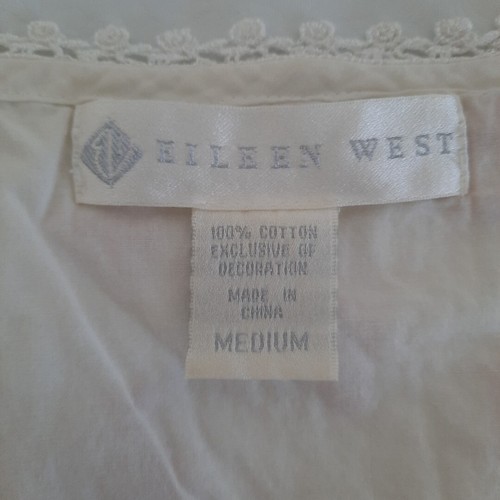 EILEEN WEST
100% COTTON
EXCLUSIVE OF
DECORATION
MADE IN
CHINA
MEDIUM